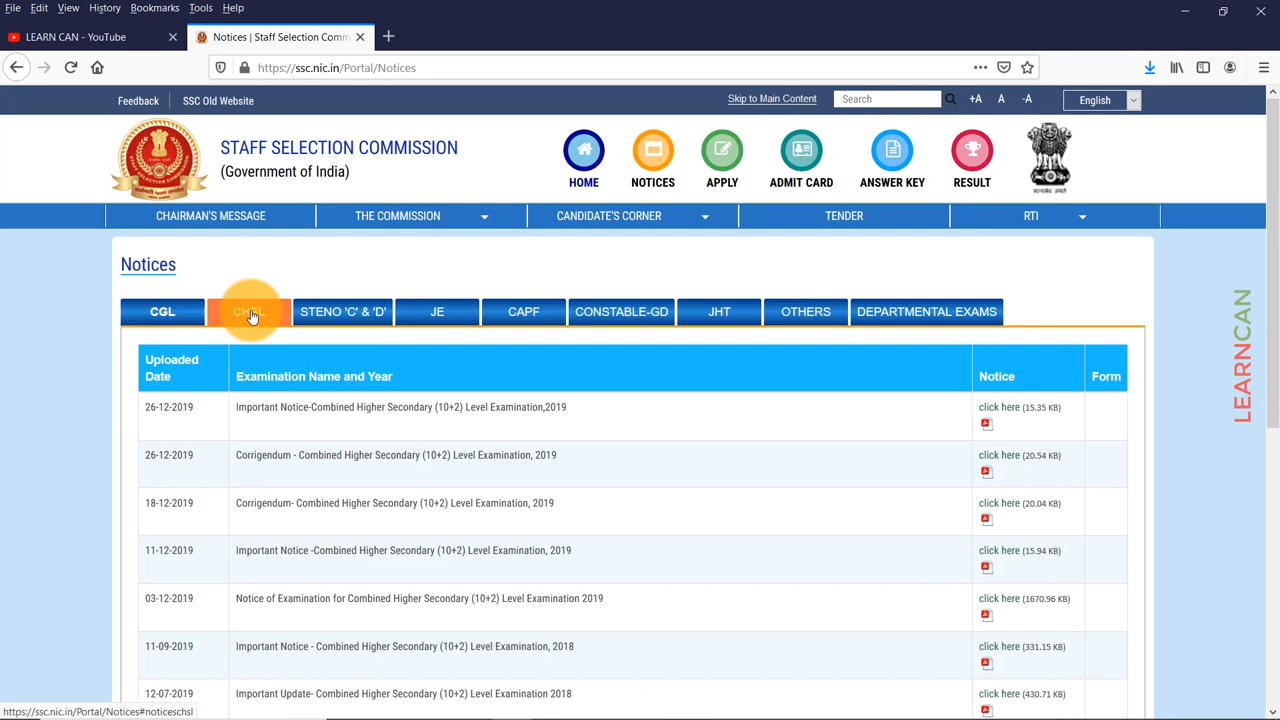 File Edit View History Bookmarks Tools Help
LEARN CAN - YouTube
Notices | Staff Selection Comm
https://ssc.nic.in/Portal/Notices
Feedback
SSC Old Website
Skip to Main Content
Search
+A A -A
English
STAFF SELECTION COMMISSION
(Government of India)
HOME
NOTICES
APPLY
ADMIT CARD
ANSWER KEY
RESULT
CHAIRMAN'S MESSAGE
THE COMMISSION
CANDIDATE'S CORNER
TENDER
RTI
Notices
CGL
CHSL
STENO 'C' & 'D'
JE
CAPF
CONSTABLE-GD
JHT
OTHERS
DEPARTMENTAL EXAMS
Uploaded Date
Examination Name and Year
Notice
Form
26-12-2019 Important Notice-Combined Higher Secondary (10+2) Level Examination,2019 click here (15.35 KB)
26-12-2019 Corrigendum - Combined Higher Secondary (10+2) Level Examination, 2019 click here (20.54 KB)
18-12-2019 Corrigendum- Combined Higher Secondary (10+2) Level Examination, 2019 click here (20.04 KB)
11-12-2019 Important Notice -Combined Higher Secondary (10+2) Level Examination, 2019 click here (15.94 KB)
03-12-2019 Notice of Examination for Combined Higher Secondary (10+2) Level Examination 2019 click here (1670.96 KB)
11-09-2019 Important Notice - Combined Higher Secondary (10+2) Level Examination, 2018 click here (331.15 KB)
12-07-2019 Important Update- Combined Higher Secondary (10+2) Level Examination 2018 click here (430.71 KB)
https://ssc.nic.in/Portal/Notices#noticeschsl
LEARNCAN